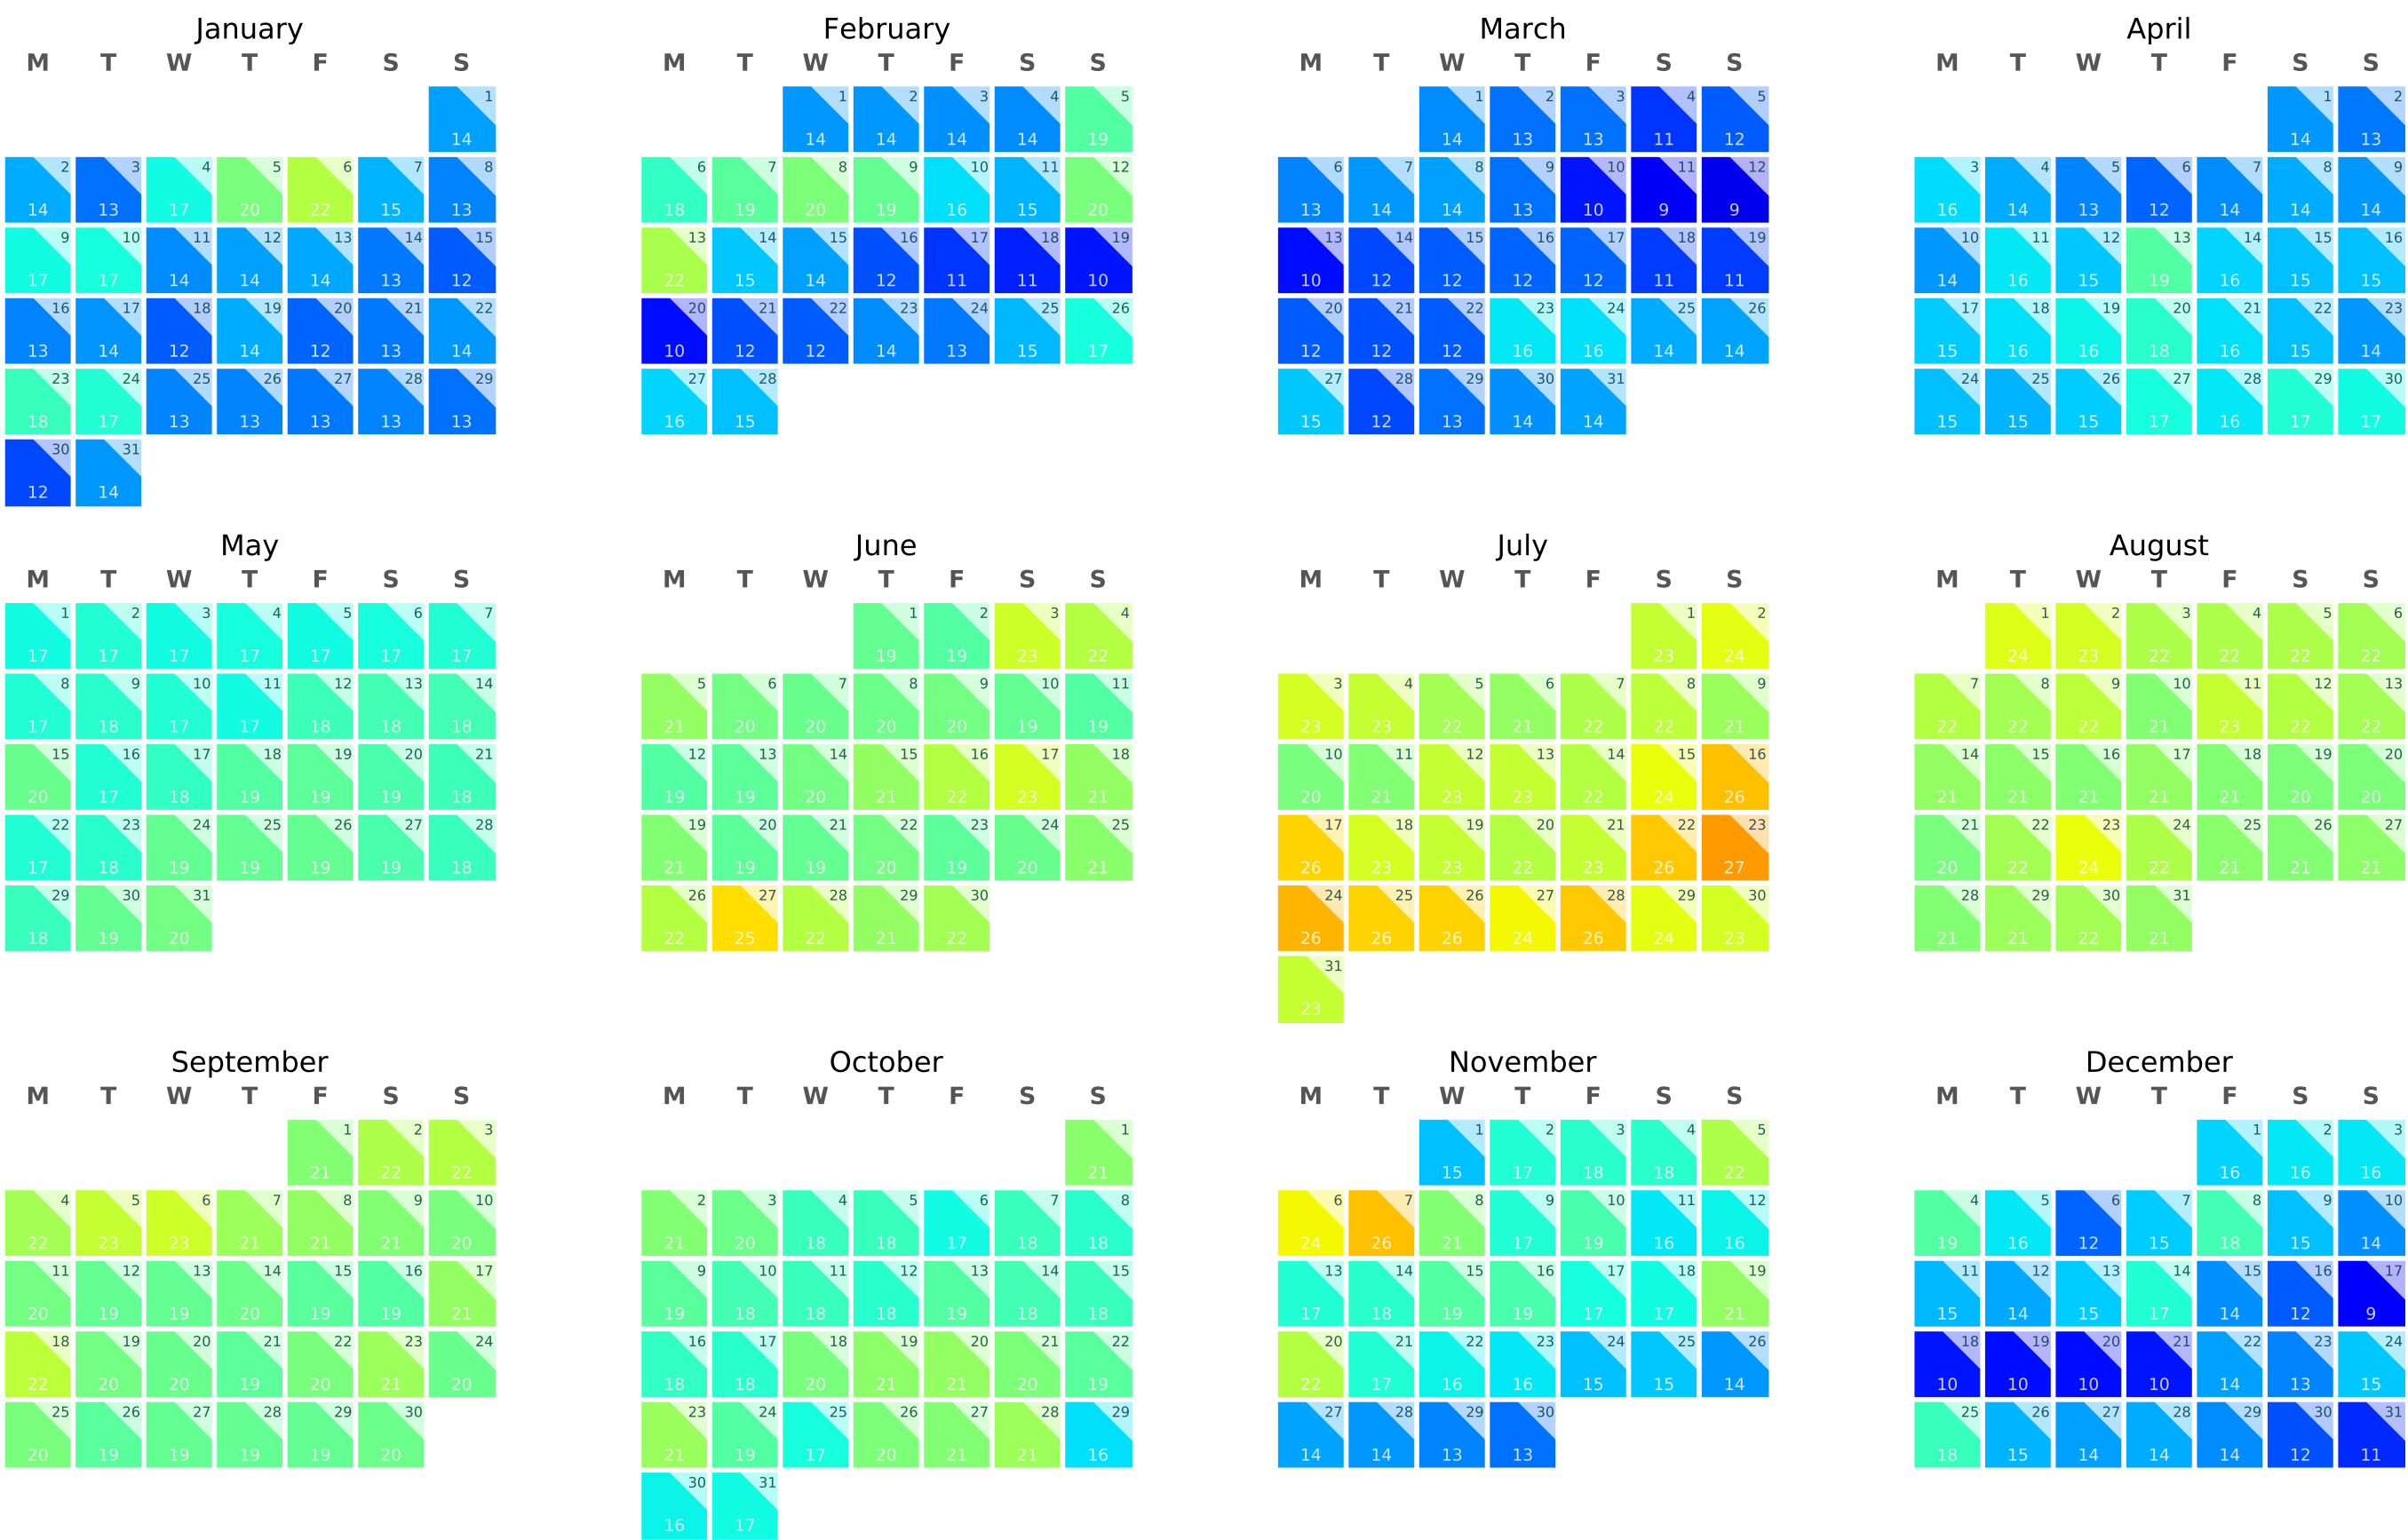 January February March April
M T W T F S S M T W T F S S M T W T F S S M T W T F S S
1 1 2 3 4 5 1 2 3 4 5 1 2
14 14 14 14 14 19 14 13 13 11 12 14 13
2 3 4 5 6 7 8 6 7 8 9 10 11 12 6 7 8 9 10 11 12 3 4 5 6 7 8 9
14 13 17 20 22 15 13 18 19 20 19 16 15 20 13 14 14 13 10 9 9 16 14 13 12 14 14 14
9 10 11 12 13 14 15 13 14 15 16 17 18 19 13 14 15 16 17 18 19 10 11 12 13 14 15 16
17 17 14 14 14 13 12 22 15 14 12 11 11 10 10 12 12 12 12 11 11 14 16 15 19 16 15 15
16 17 18 19 20 21 22 20 21 22 23 24 25 26 20 21 22 23 24 25 26 17 18 19 20 21 22 23
13 14 12 14 12 13 14 10 12 12 14 13 15 17 12 12 12 16 16 14 14 15 16 16 18 16 15 14
23 24 25 26 27 28 29 27 28 27 28 29 30 31 24 25 26 27 28 29 30
18 17 13 13 13 13 13 16 15 15 12 13 14 14 15 15 15 17 16 17 17
30 31
12 14
May June July August
M T W T F S S M T W T F S S M T W T F S S M T W T F S S
1 2 3 4 5 6 7 1 2 3 4 1 2 1 2 3 4 5 6
17 17 17 17 17 17 17 19 19 23 22 23 24 24 23 22 22 22 22
8 9 10 11 12 13 14 5 6 7 8 9 10 11 3 4 5 6 7 8 9 7 8 9 10 11 12 13
17 18 17 17 18 18 18 21 20 20 20 20 19 19 23 23 22 21 22 22 21 22 22 22 21 23 22 22
15 16 17 18 19 20 21 12 13 14 15 16 17 18 10 11 12 13 14 15 16 14 15 16 17 18 19 20
20 17 18 19 19 19 18 19 19 20 21 22 23 21 20 21 23 23 22 24 26 21 21 21 21 21 20 20
22 23 24 25 26 27 28 19 20 21 22 23 24 25 17 18 19 20 21 22 23 21 22 23 24 25 26 27
17 18 19 19 19 19 18 21 19 19 20 19 20 21 26 23 23 22 23 26 27 20 22 24 22 21 21 21
29 30 31 26 27 28 29 30 24 25 26 27 28 29 30 28 29 30 31
18 19 20 22 25 22 21 22 26 26 26 24 26 24 23 21 21 22 21
31
23
September October November December
M T W T F S S M T W T F S S M T W T F S S M T W T F S S
1 2 3 1 1 2 3 4 5 1 2 3
21 22 22 21 15 17 18 18 22 16 16 16
4 5 6 7 8 9 10 2 3 4 5 6 7 8 6 7 8 9 10 11 12 4 5 6 7 8 9 10
22 23 23 21 21 21 20 21 20 18 18 17 18 18 24 26 21 17 19 16 16 19 16 12 15 18 15 14
11 12 13 14 15 16 17 9 10 11 12 13 14 15 13 14 15 16 17 18 19 11 12 13 14 15 16 17
20 19 19 20 19 19 21 19 18 18 18 19 18 18 17 18 19 19 17 17 21 15 14 15 17 14 12 9
18 19 20 21 22 23 24 16 17 18 19 20 21 22 20 21 22 23 24 25 26 18 19 20 21 22 23 24
22 20 20 19 20 21 20 18 18 20 21 21 20 19 22 17 16 16 15 15 14 10 10 10 10 14 13 15
25 26 27 28 29 30 23 24 25 26 27 28 29 27 28 29 30 25 26 27 28 29 30 31
20 19 19 19 19 20 21 19 17 20 21 21 16 14 14 13 13 18 15 14 14 14 12 11
30 31
16 17